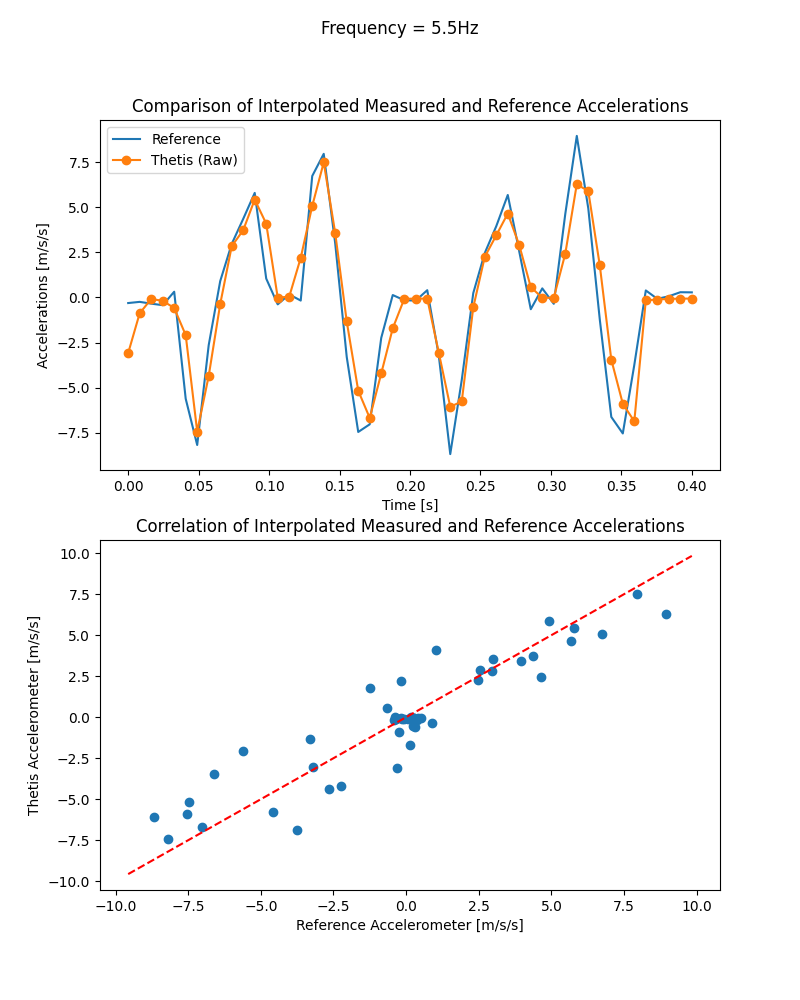 Frequency = 5.5Hz
Comparison of Interpolated Measured and Reference Accelerations
Reference
Thetis (Raw)
Accelerations [m/s/s]
7.5
5.0
2.5
0.0
−2.5
−5.0
−7.5
0.00 0.05 0.10 0.15 0.20 0.25 0.30 0.35 0.40
Time [s]
Correlation of Interpolated Measured and Reference Accelerations
Thetis Accelerometer [m/s/s]
10.0
7.5
5.0
2.5
0.0
−2.5
−5.0
−7.5
−10.0
−10.0 −7.5 −5.0 −2.5 0.0 2.5 5.0 7.5 10.0
Reference Accelerometer [m/s/s]